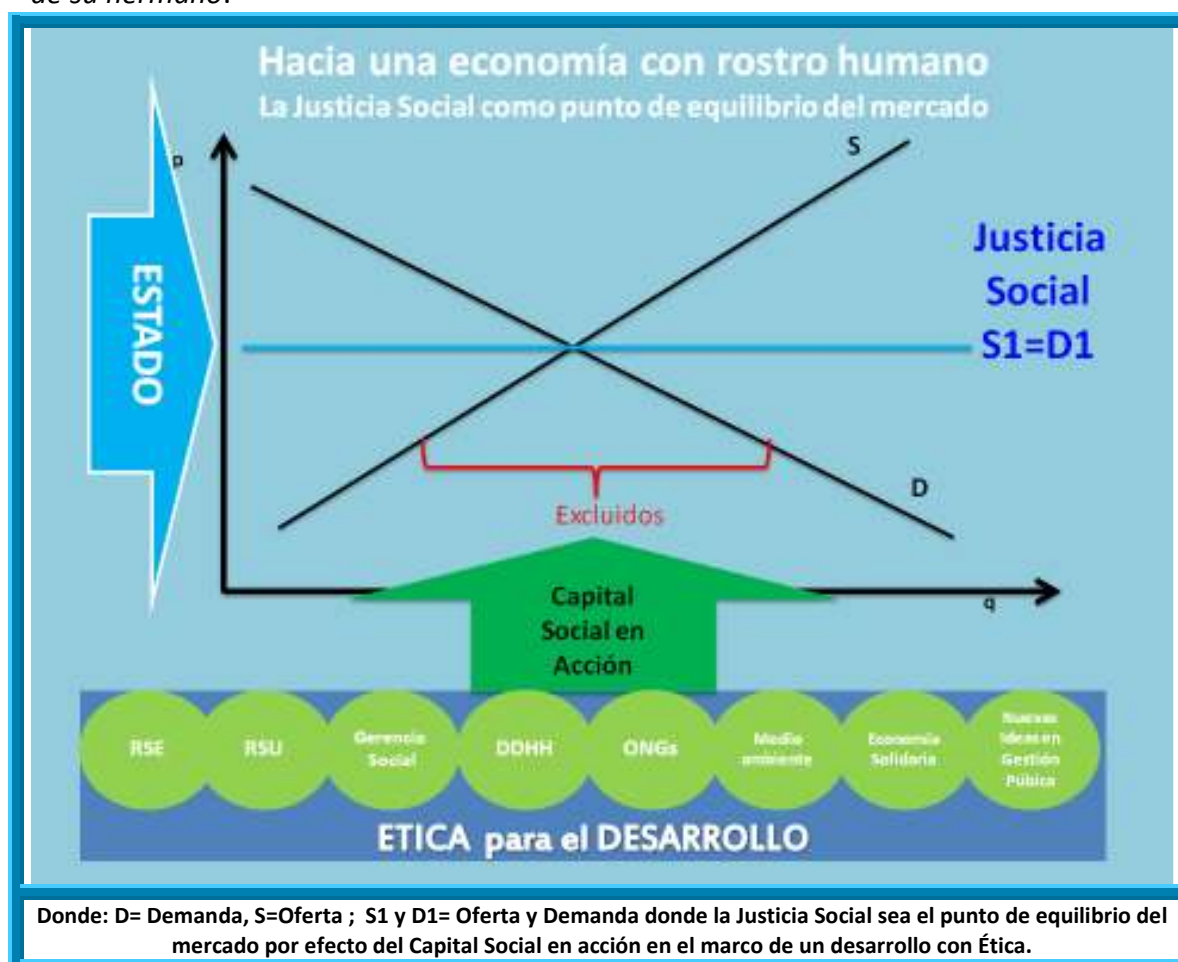 de su hermano.
Hacia una economía con rostro humano
La Justicia Social como punto de equilibrio del mercado
p
S
ESTADO
Justicia
Social
S1=D1
D
Excluidos
q
Capital
Social en
Acción
RSE
RSU
Gerencia
Social
DDHH
ONGs
Medio
ambiente
Economía
Solidaria
Nuevas
Ideas en
Gestión
Púbica
ETICA para el DESARROLLO
Donde: D= Demanda, S=Oferta ; S1 y D1= Oferta y Demanda donde la Justicia Social sea el punto de equilibrio del
mercado por efecto del Capital Social en acción en el marco de un desarrollo con Ética.